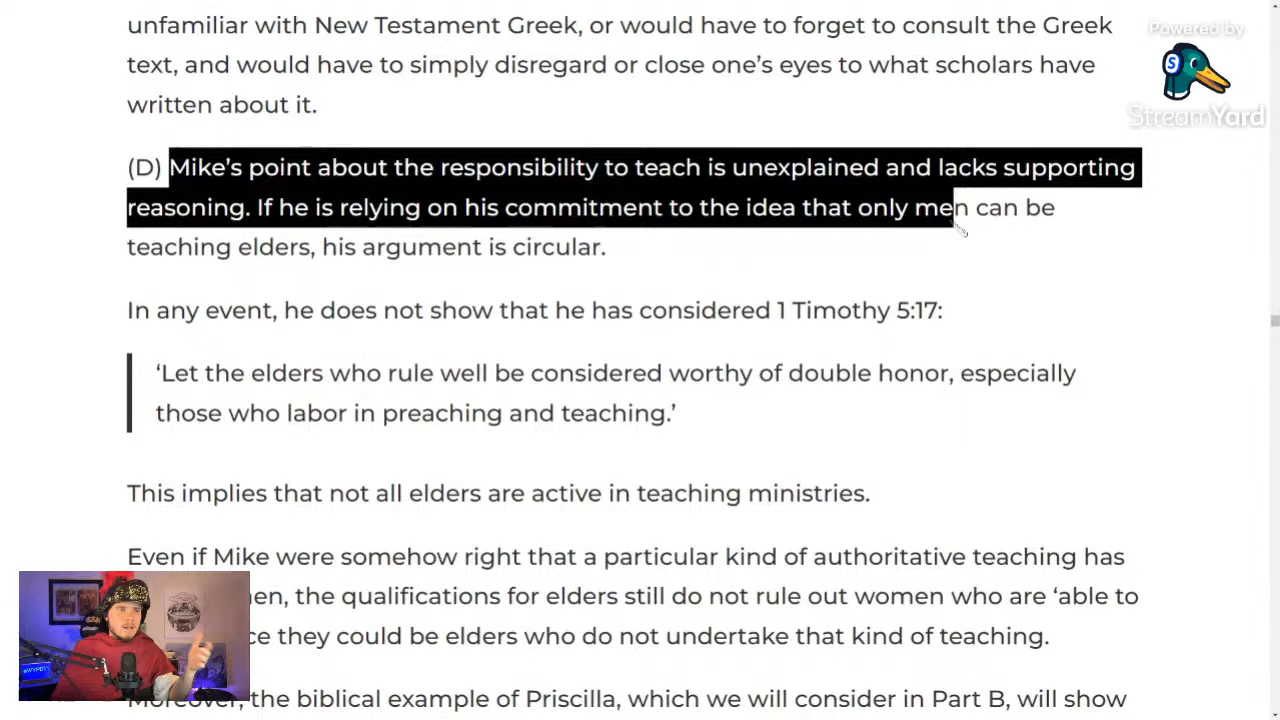 unfamiliar with New Testament Greek, or would have to forget to consult the Greek
text, and would have to simply disregard or close one’s eyes to what scholars have
written about it.
(D) Mike’s point about the responsibility to teach is unexplained and lacks supporting
reasoning. If he is relying on his commitment to the idea that only men can be
teaching elders, his argument is circular.
In any event, he does not show that he has considered 1 Timothy 5:17:
‘Let the elders who rule well be considered worthy of double honor, especially
those who labor in preaching and teaching.’
This implies that not all elders are active in teaching ministries.
Even if Mike were somehow right that a particular kind of authoritative teaching has
the qualifications for elders still do not rule out women who are ‘able to
they could be elders who do not undertake that kind of teaching.
Moreover, the biblical example of Priscilla, which we will consider in Part B, will show
Powered by
S
StreamYard